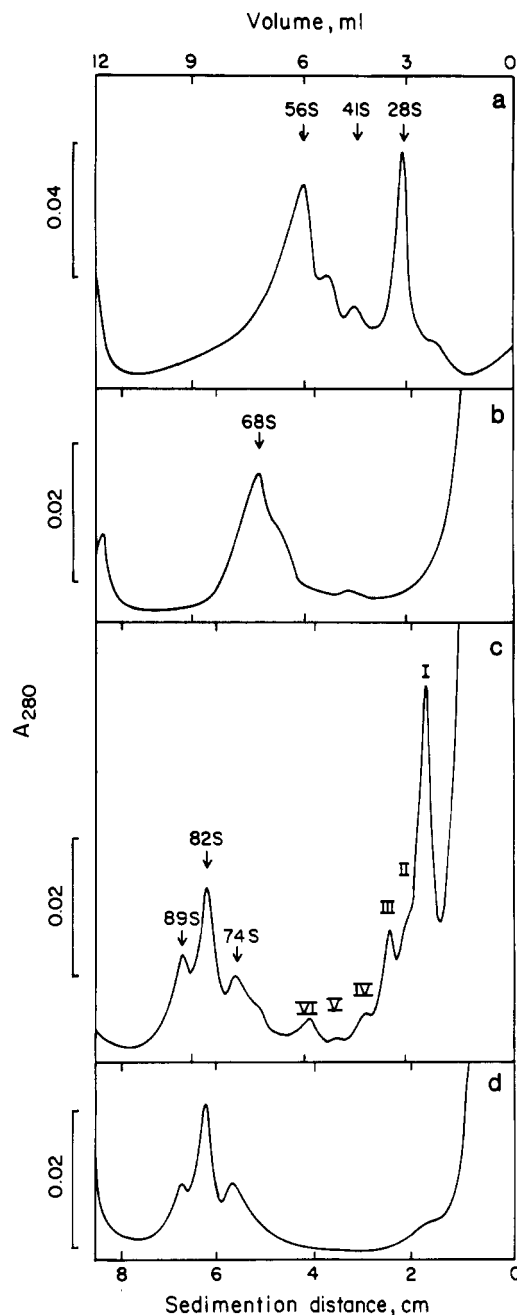 Volume, ml
12 9 6 3 0
a
56S 41S 28S
0.04
b
68S
0.02
c
I
A280
82S
II
III
0.02
89S
74S
VI V IV
d
0.02
8 6 4 2 0
Sedimention distance, cm